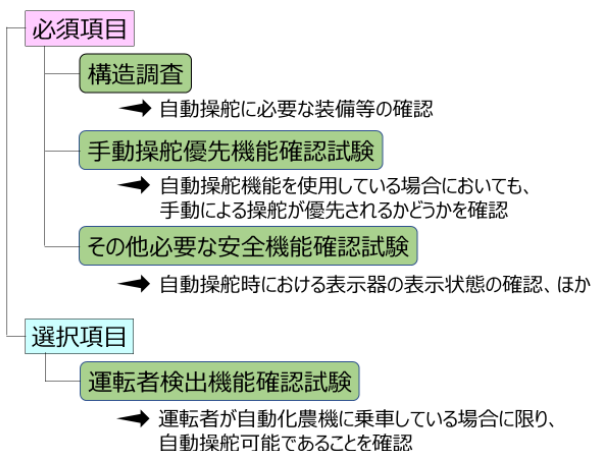 必須項目
構造調査
自動操舵に必要な装備等の確認
手動操舵優先機能確認試験
自動操舵機能を使用している場合においても、
手動による操舵が優先されるかどうかを確認
その他必要な安全機能確認試験
自動操舵時における表示器の表示状態の確認、ほか
選択項目
運転者検出機能確認試験
運転者が自動化農機に乗車している場合に限り、
自動操舵可能であることを確認